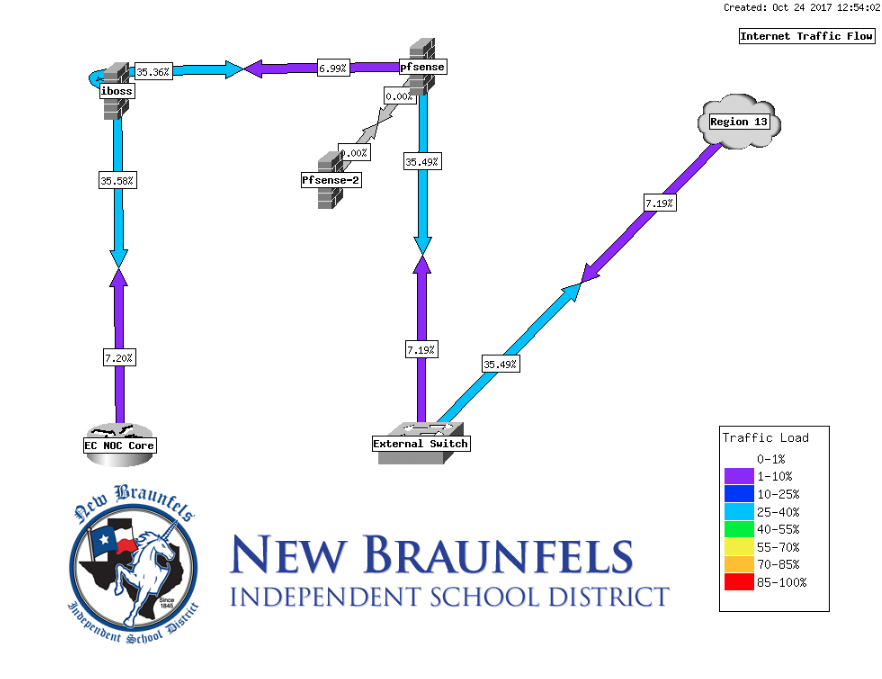 Created: Oct 24 2017 12:54:02
Internet Traffic Flow
35.36%
6.99%
pfsense
iboss
0.00%
Region 13
0.00%
35.49%
35.58%
Pfsense-2
7.19%
7.19%
7.20%
35.49%
EC NOC Core
External Switch
Traffic Load
0-1%
1-10%
10-25%
25-40%
40-55%
55-70%
70-85%
85-100%
New Braunfels
Since
1845
Independent School District
NEW BRAUNFELS
INDEPENDENT SCHOOL DISTRICT